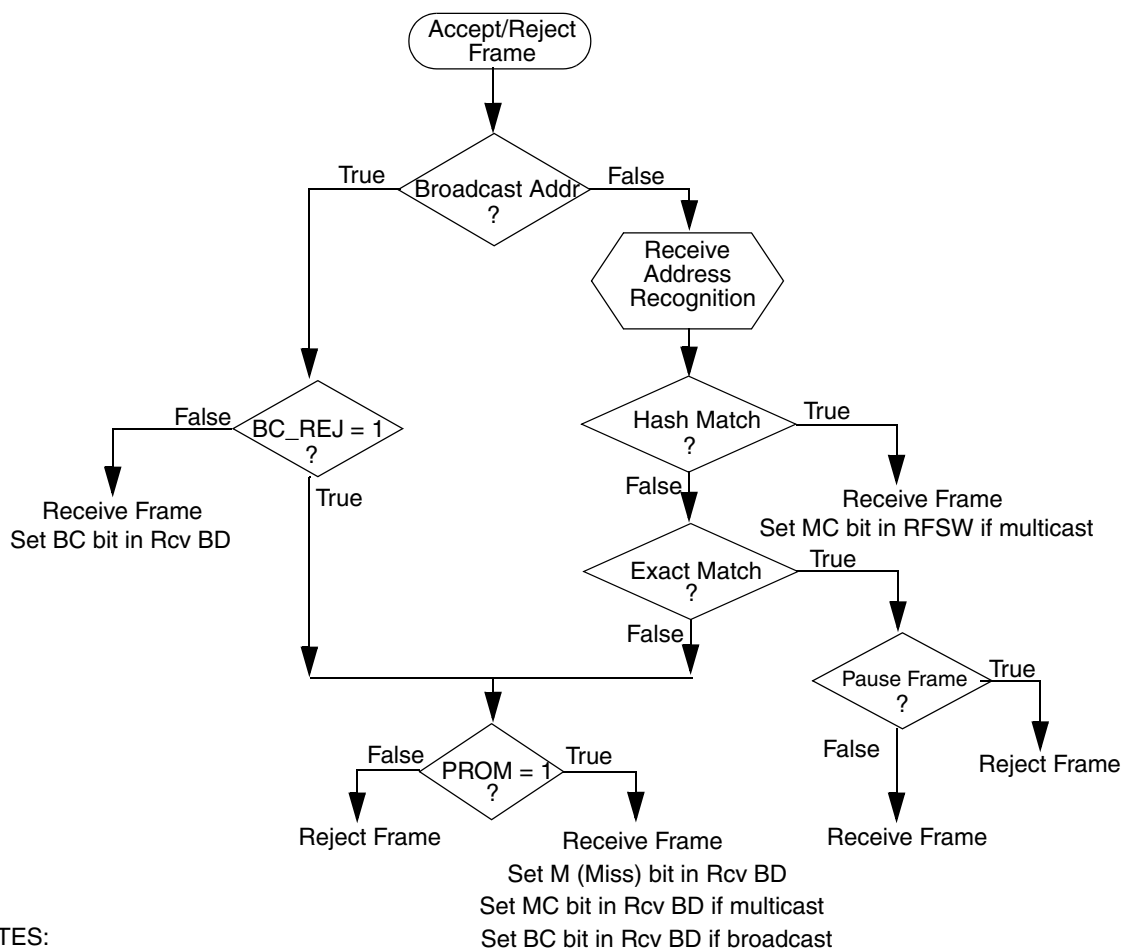 Accept/Reject
Frame
True
Broadcast Addr
?
False
Receive
Address
Recognition
False
BC_REJ = 1
?
True
Receive Frame
Set BC bit in Rcv BD
Hash Match
?
True
False
Receive Frame
Set MC bit in RFSW if multicast
Exact Match
?
True
False
Pause Frame
?
True
False
Reject Frame
Receive Frame
False
PROM = 1
?
True
Reject Frame
Receive Frame
Set M (Miss) bit in Rcv BD
Set MC bit in Rcv BD if multicast
Set BC bit in Rcv BD if broadcast
TES: